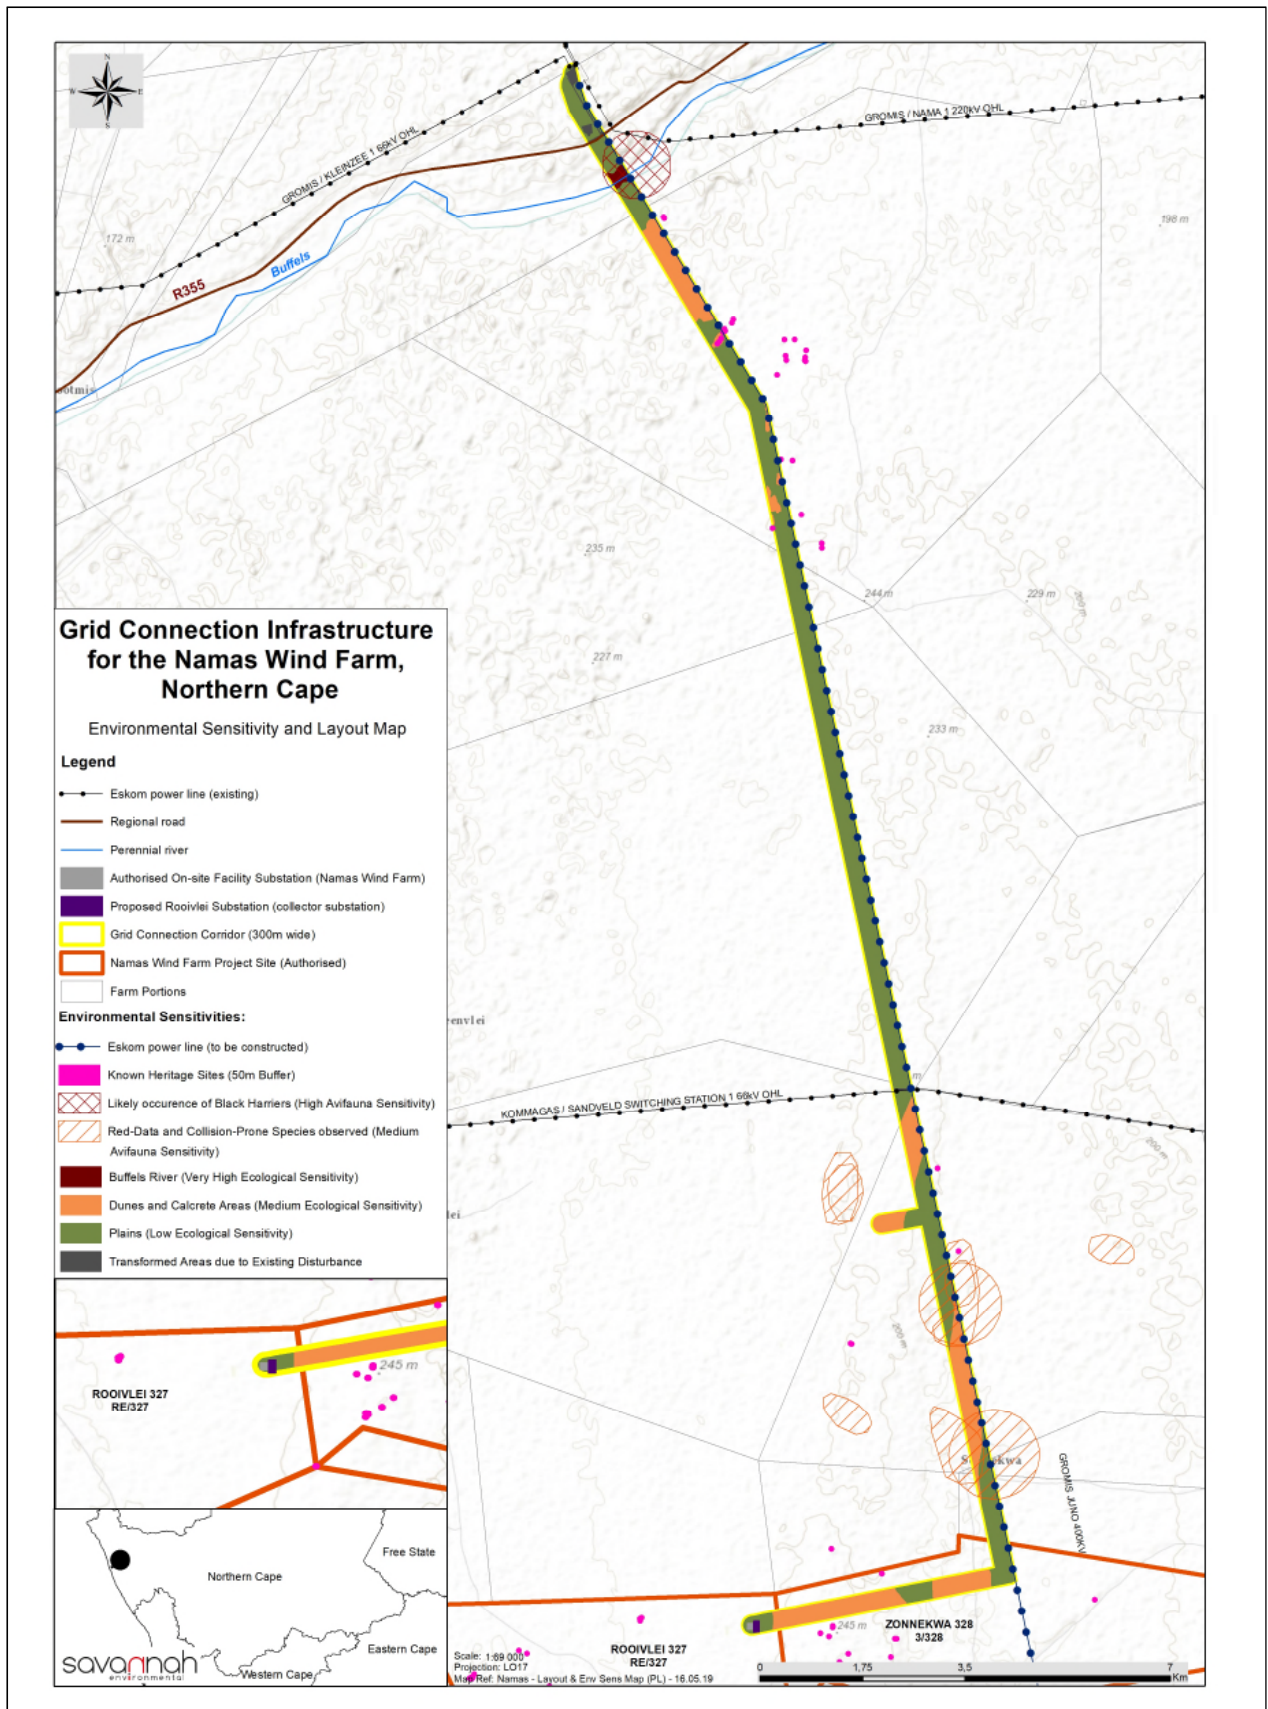 N
W
E
S
GROMIS / NAMA 1 220kV OHL
GROMIS / KLEINZEE 1 66kV OHL
172 m
198 m
Buffels
R355
235 m
244 m
229 m
200 m
227 m
233 m
Grid Connection Infrastructure
for the Namas Wind Farm,
Northern Cape
Environmental Sensitivity and Layout Map
Legend
Eskom power line (existing)
Regional road
Perennial river
Authorised On-site Facility Substation (Namas Wind Farm)
Proposed Rooivlei Substation (collector substation)
Grid Connection Corridor (300m wide)
Namas Wind Farm Project Site (Authorised)
Farm Portions
Environmental Sensitivities:
Eskom power line (to be constructed)
Known Heritage Sites (50m Buffer)
Likely occurence of Black Harriers (High Avifauna Sensitivity)
Red-Data and Collision-Prone Species observed (Medium
Avifauna Sensitivity)
Buffels River (Very High Ecological Sensitivity)
Dunes and Calcrete Areas (Medium Ecological Sensitivity)
Plains (Low Ecological Sensitivity)
Transformed Areas due to Existing Disturbance
m
KOMMAGAS / SANDVELD SWITCHING STATION 1 66kV OHL
200 m
200 m
GROMIS JUNO 400KV
245 m
ROOIVLEI 327
RE/327
245 m
ZONNEKWA 328
3/328
ROOIVLEI 327
RE/327
Free State
Northern Cape
Eastern Cape
Western Cape
savannah
environmental
Scale: 1:69 000
Projection: LO17
Map Ref: Namas - Layout & Env Sens Map (PL) - 16.05.19
0 1,75 3,5 7
Km